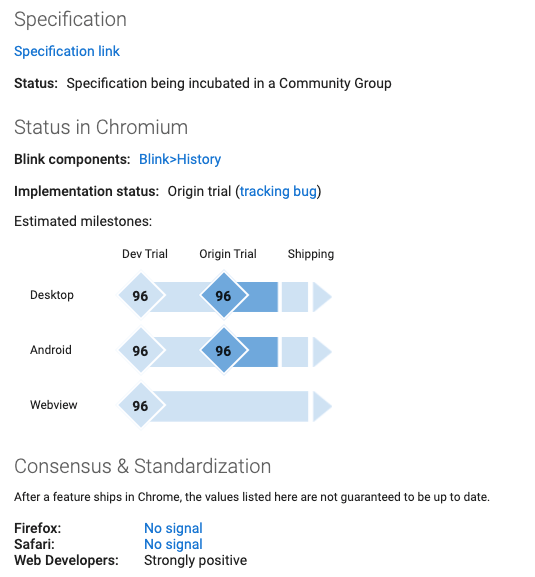 Specification
Specification link
Status: Specification being incubated in a Community Group
Status in Chromium
Blink components: Blink>History
Implementation status: Origin trial (tracking bug)
Estimated milestones:
Dev Trial Origin Trial Shipping
Desktop 96 96
Android 96 96
Webview 96
Consensus & Standardization
After a feature ships in Chrome, the values listed here are not guaranteed to be up to date.
Firefox: No signal
Safari: No signal
Web Developers: Strongly positive